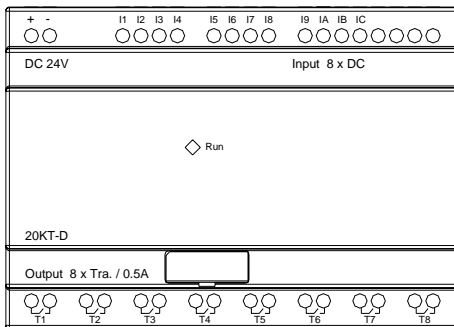 + - I1 I2 I3 I4 I5 I6 I7 I8 I9 IA IB IC
DC 24V Input 8 x DC
Run
20KT-D
Output 8 x Tra. / 0.5A
T1 T2 T3 T4 T5 T6 T7 T8